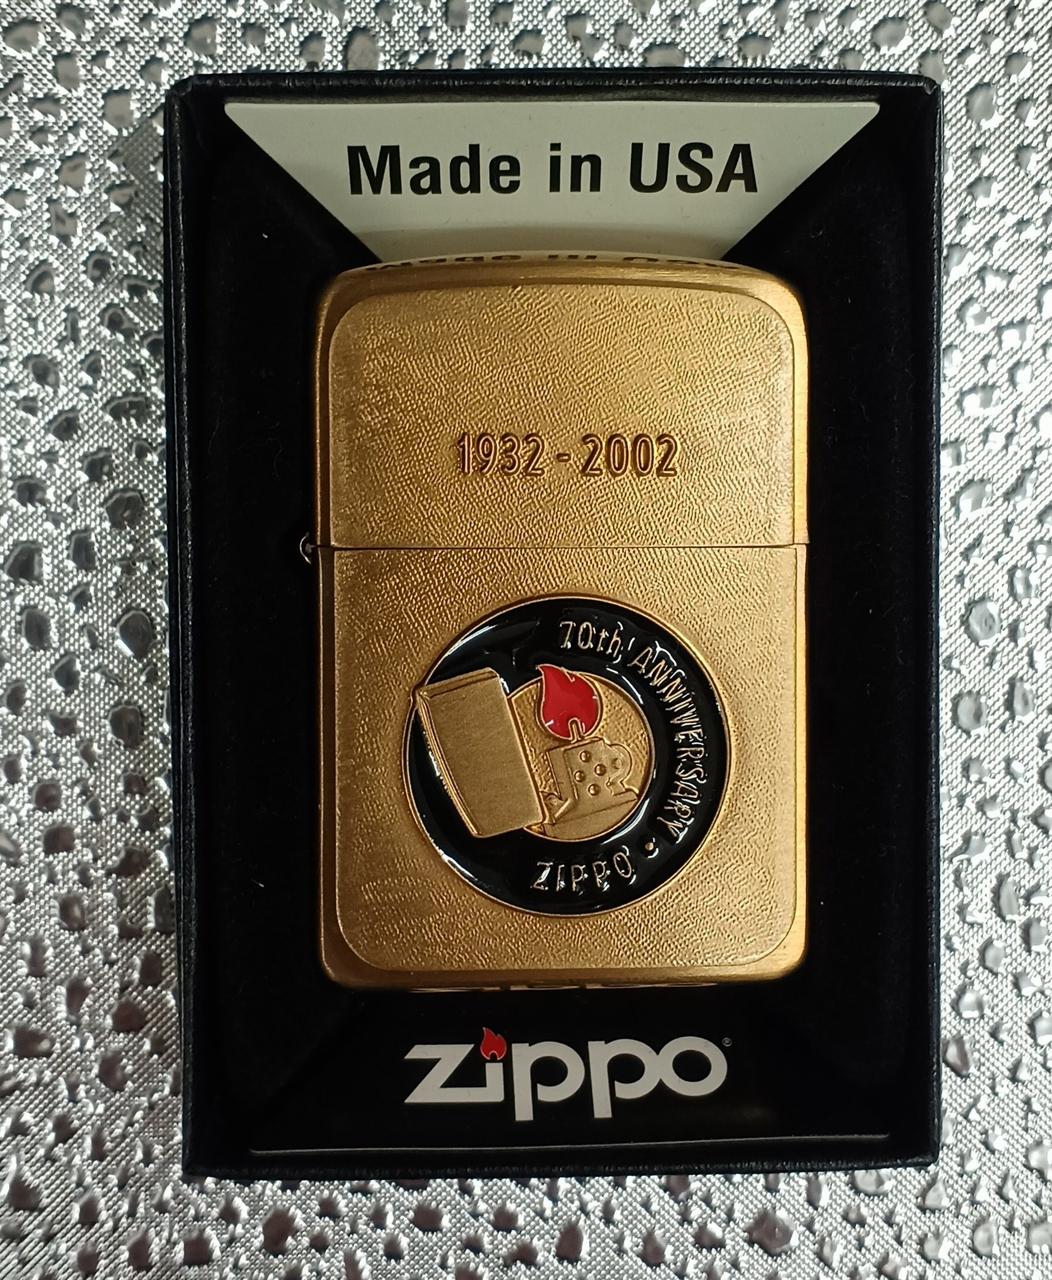 Made in USA
1932 - 2002
70th ANNIVERSARY • ZIPPO
zippo®